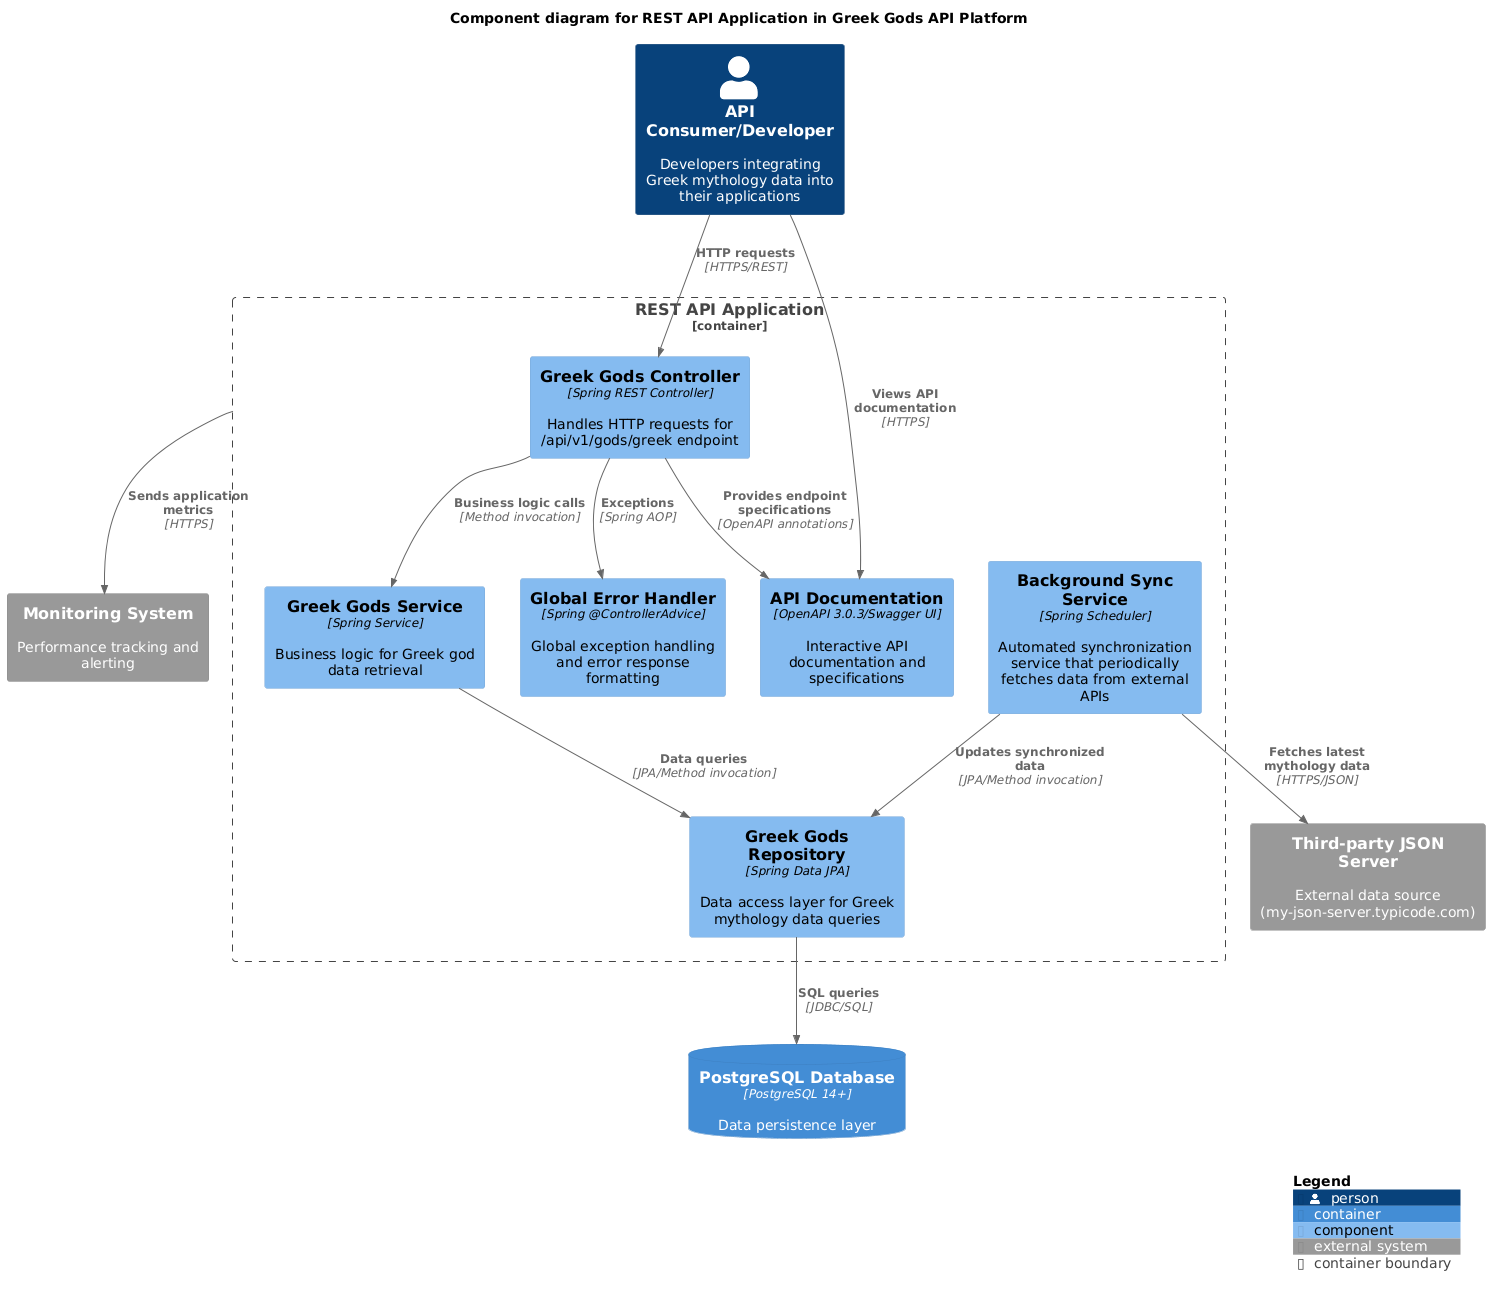 Component diagram for REST API Application in Greek Gods API Platform
API
Consumer/Developer
Developers integrating
Greek mythology data into
their applications
HTTP requests
[HTTPS/REST]
REST API Application
[container]
Greek Gods Controller
[Spring REST Controller]
Handles HTTP requests for
/api/v1/gods/greek endpoint
Views API
documentation
[HTTPS]
Sends application
metrics
[HTTPS]
Business logic calls
[Method invocation]
Exceptions
[Spring AOP]
Provides endpoint
specifications
[OpenAPI annotations]
Monitoring System
Performance tracking and
alerting
Greek Gods Service
[Spring Service]
Business logic for Greek god
data retrieval
Global Error Handler
[Spring @ControllerAdvice]
Global exception handling
and error response
formatting
API Documentation
[OpenAPI 3.0.3/Swagger UI]
Interactive API
documentation and
specifications
Background Sync
Service
[Spring Scheduler]
Automated synchronization
service that periodically
fetches data from external
APIs
Data queries
[JPA/Method invocation]
Updates synchronized
data
[JPA/Method invocation]
Fetches latest
mythology data
[HTTPS/JSON]
Greek Gods
Repository
[Spring Data JPA]
Data access layer for Greek
mythology data queries
Third-party JSON
Server
External data source
(my-json-server.typicode.com)
SQL queries
[JDBC/SQL]
PostgreSQL Database
[PostgreSQL 14+]
Data persistence layer
Legend
person
container
component
external system
container boundary